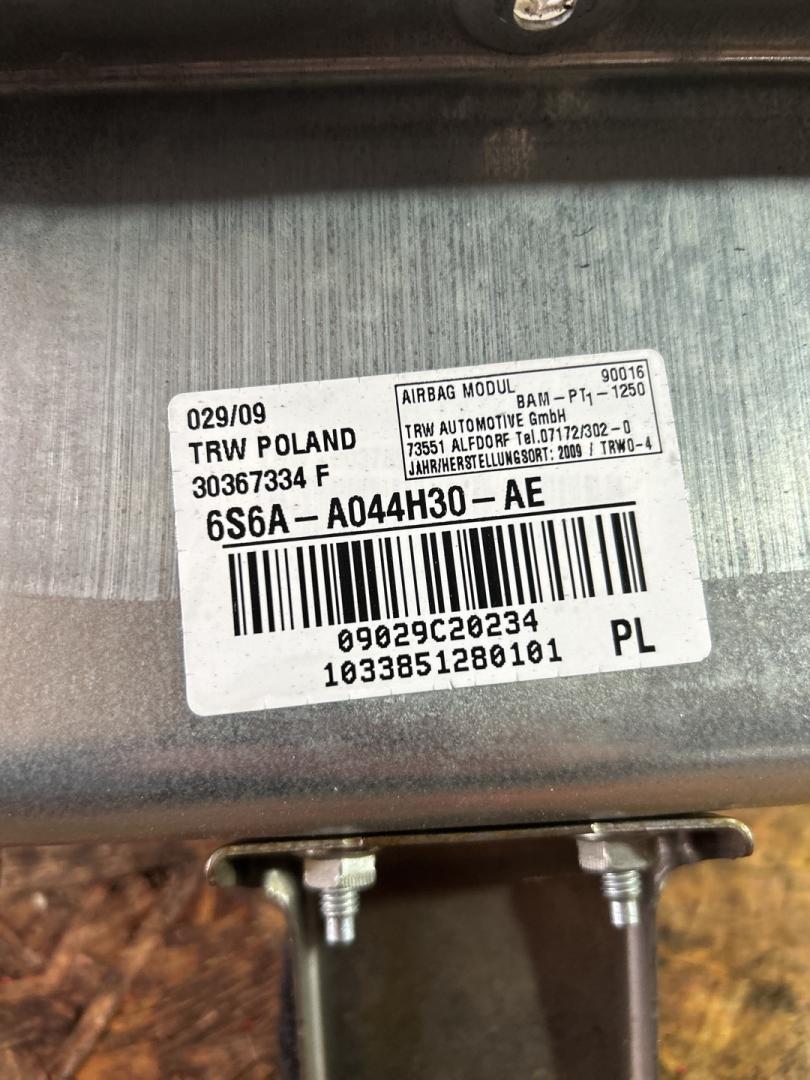 029/09
TRW POLAND
30367334 F
AIRBAG MODUL 90016
BAM-PT1-1250
TRW AUTOMOTIVE GmbH
73551 ALFDORF Tel.07172/302-0
JAHR/HERSTELLUNGSORT: 2009 / TRWO-4
6S6A-A044H30-AE
09029C20234
1033851280101
PL